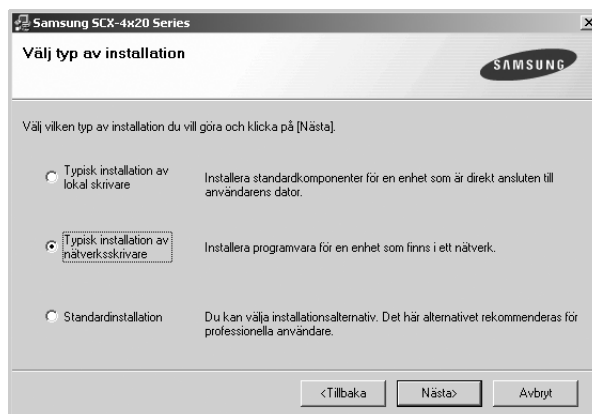 Samsung SCX-4x20 Series
Välj typ av installation
SAMSUNG
Välj vilken typ av installation du vill göra och klicka på [Nästa].
Typisk installation av
lokal skrivare
Installera standardkomponenter för en enhet som är direkt ansluten till
användarens dator.
Typisk installation av
nätverksskrivare
Installera programvara för en enhet som finns i ett nätverk.
Standardinstallation
Du kan välja installationsalternativ. Det här alternativet rekommenderas för
professionella användare.
<Tillbaka
Nästa>
Avbryt